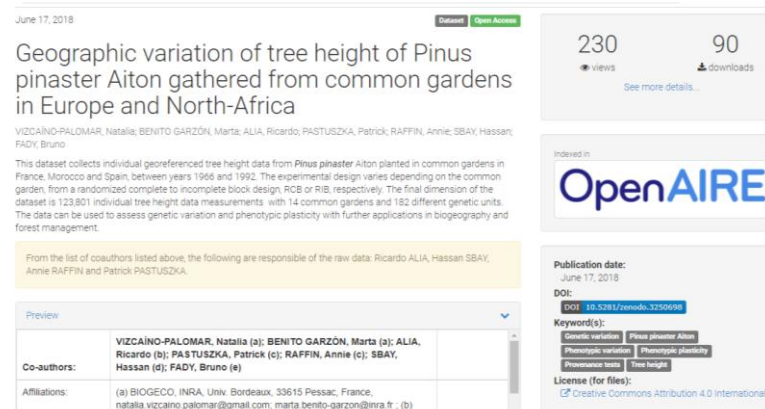 June 17, 2018
Dataset Open Access
Geographic variation of tree height of Pinus
pinaster Aiton gathered from common gardens
in Europe and North-Africa
VIZCAÍNO-PALOMAR, Natalia; BENITO GARZÓN, Marta; ALIA, Ricardo; PASTUSZKA, Patrick; RAFFIN, Annie; SBAY, Hassan;
FADY, Bruno
This dataset collects individual georeferenced tree height data from Pinus pinaster Aiton planted in common gardens in
France, Morocco and Spain, between years 1966 and 1992. The experimental design varies depending on the common
garden, from a randomized complete to incomplete block design, RCB or RIB, respectively. The final dimension of the
dataset is 123,801 individual tree height data measurements with 14 common gardens and 182 different genetic units.
The data can be used to assess genetic variation and phenotypic plasticity with further applications in biogeography and
forest management.
From the list of coauthors listed above, the following are responsible of the raw data: Ricardo ALIA, Hassan SBAY,
Annie RAFFIN and Patrick PASTUSZKA.
Preview
Co-authors:
VIZCAÍNO-PALOMAR, Natalia (a); BENITO GARZÓN, Marta (a); ALIA,
Ricardo (b); PASTUSZKA, Patrick (c); RAFFIN, Annie (c); SBAY,
Hassan (d); FADY, Bruno (e)
Affiliations:
(a) BIOGECO, INRA, Univ. Bordeaux, 33615 Pessac, France,
natalia.vizcaino.palomar@gmail.com; marta.benito-garzon@inra.fr ; (b)
230
views
90
downloads
See more details...
Indexed in
OpenAIRE
Publication date:
June 17, 2018
DOI:
DOI 10.5281/zenodo.3250698
Keyword(s):
Genetic variation Pinus pinaster Aiton
Phenotypic variation Phenotypic plasticity
Provenance tests Tree height
License (for files):
Creative Commons Attribution 4.0 International